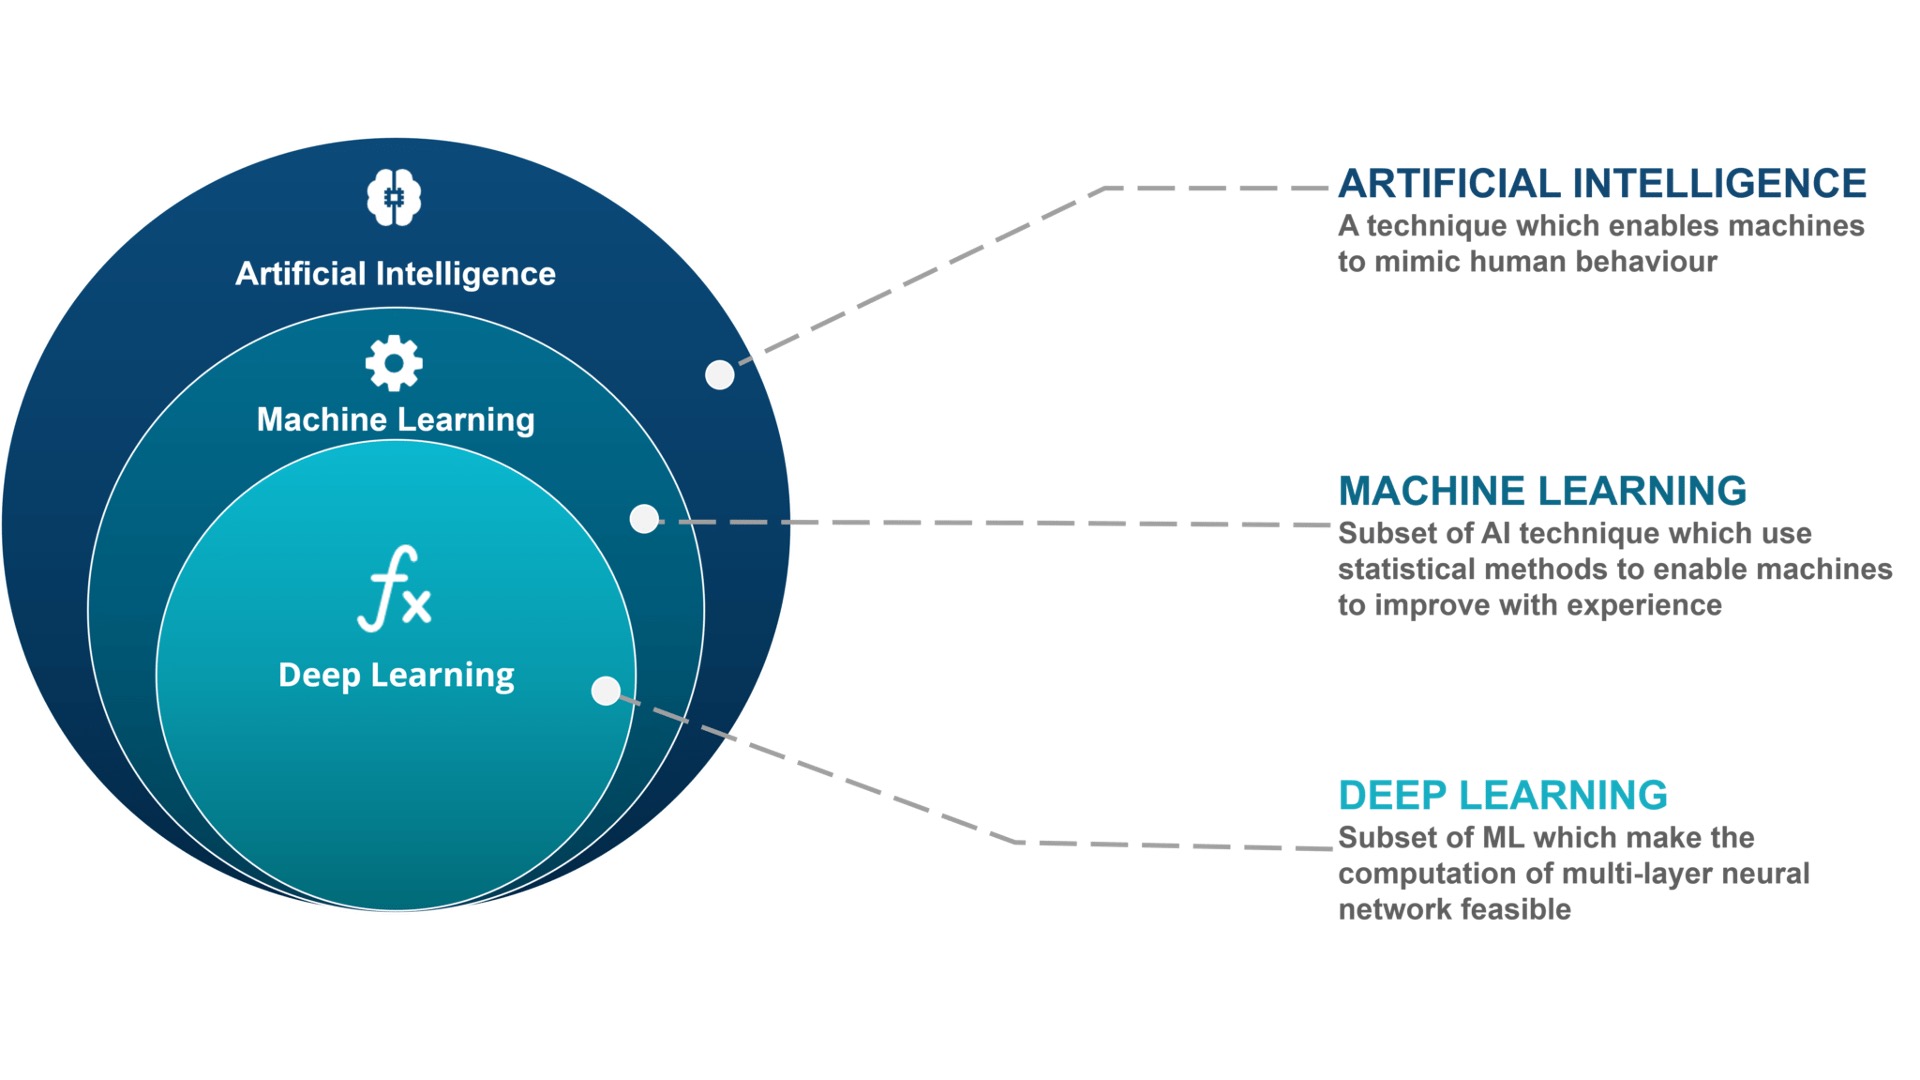 Artificial Intelligence
Machine Learning
fx
Deep Learning
ARTIFICIAL INTELLIGENCE
A technique which enables machines
to mimic human behaviour
MACHINE LEARNING
Subset of AI technique which use
statistical methods to enable machines
to improve with experience
DEEP LEARNING
Subset of ML which make the
computation of multi-layer neural
network feasible